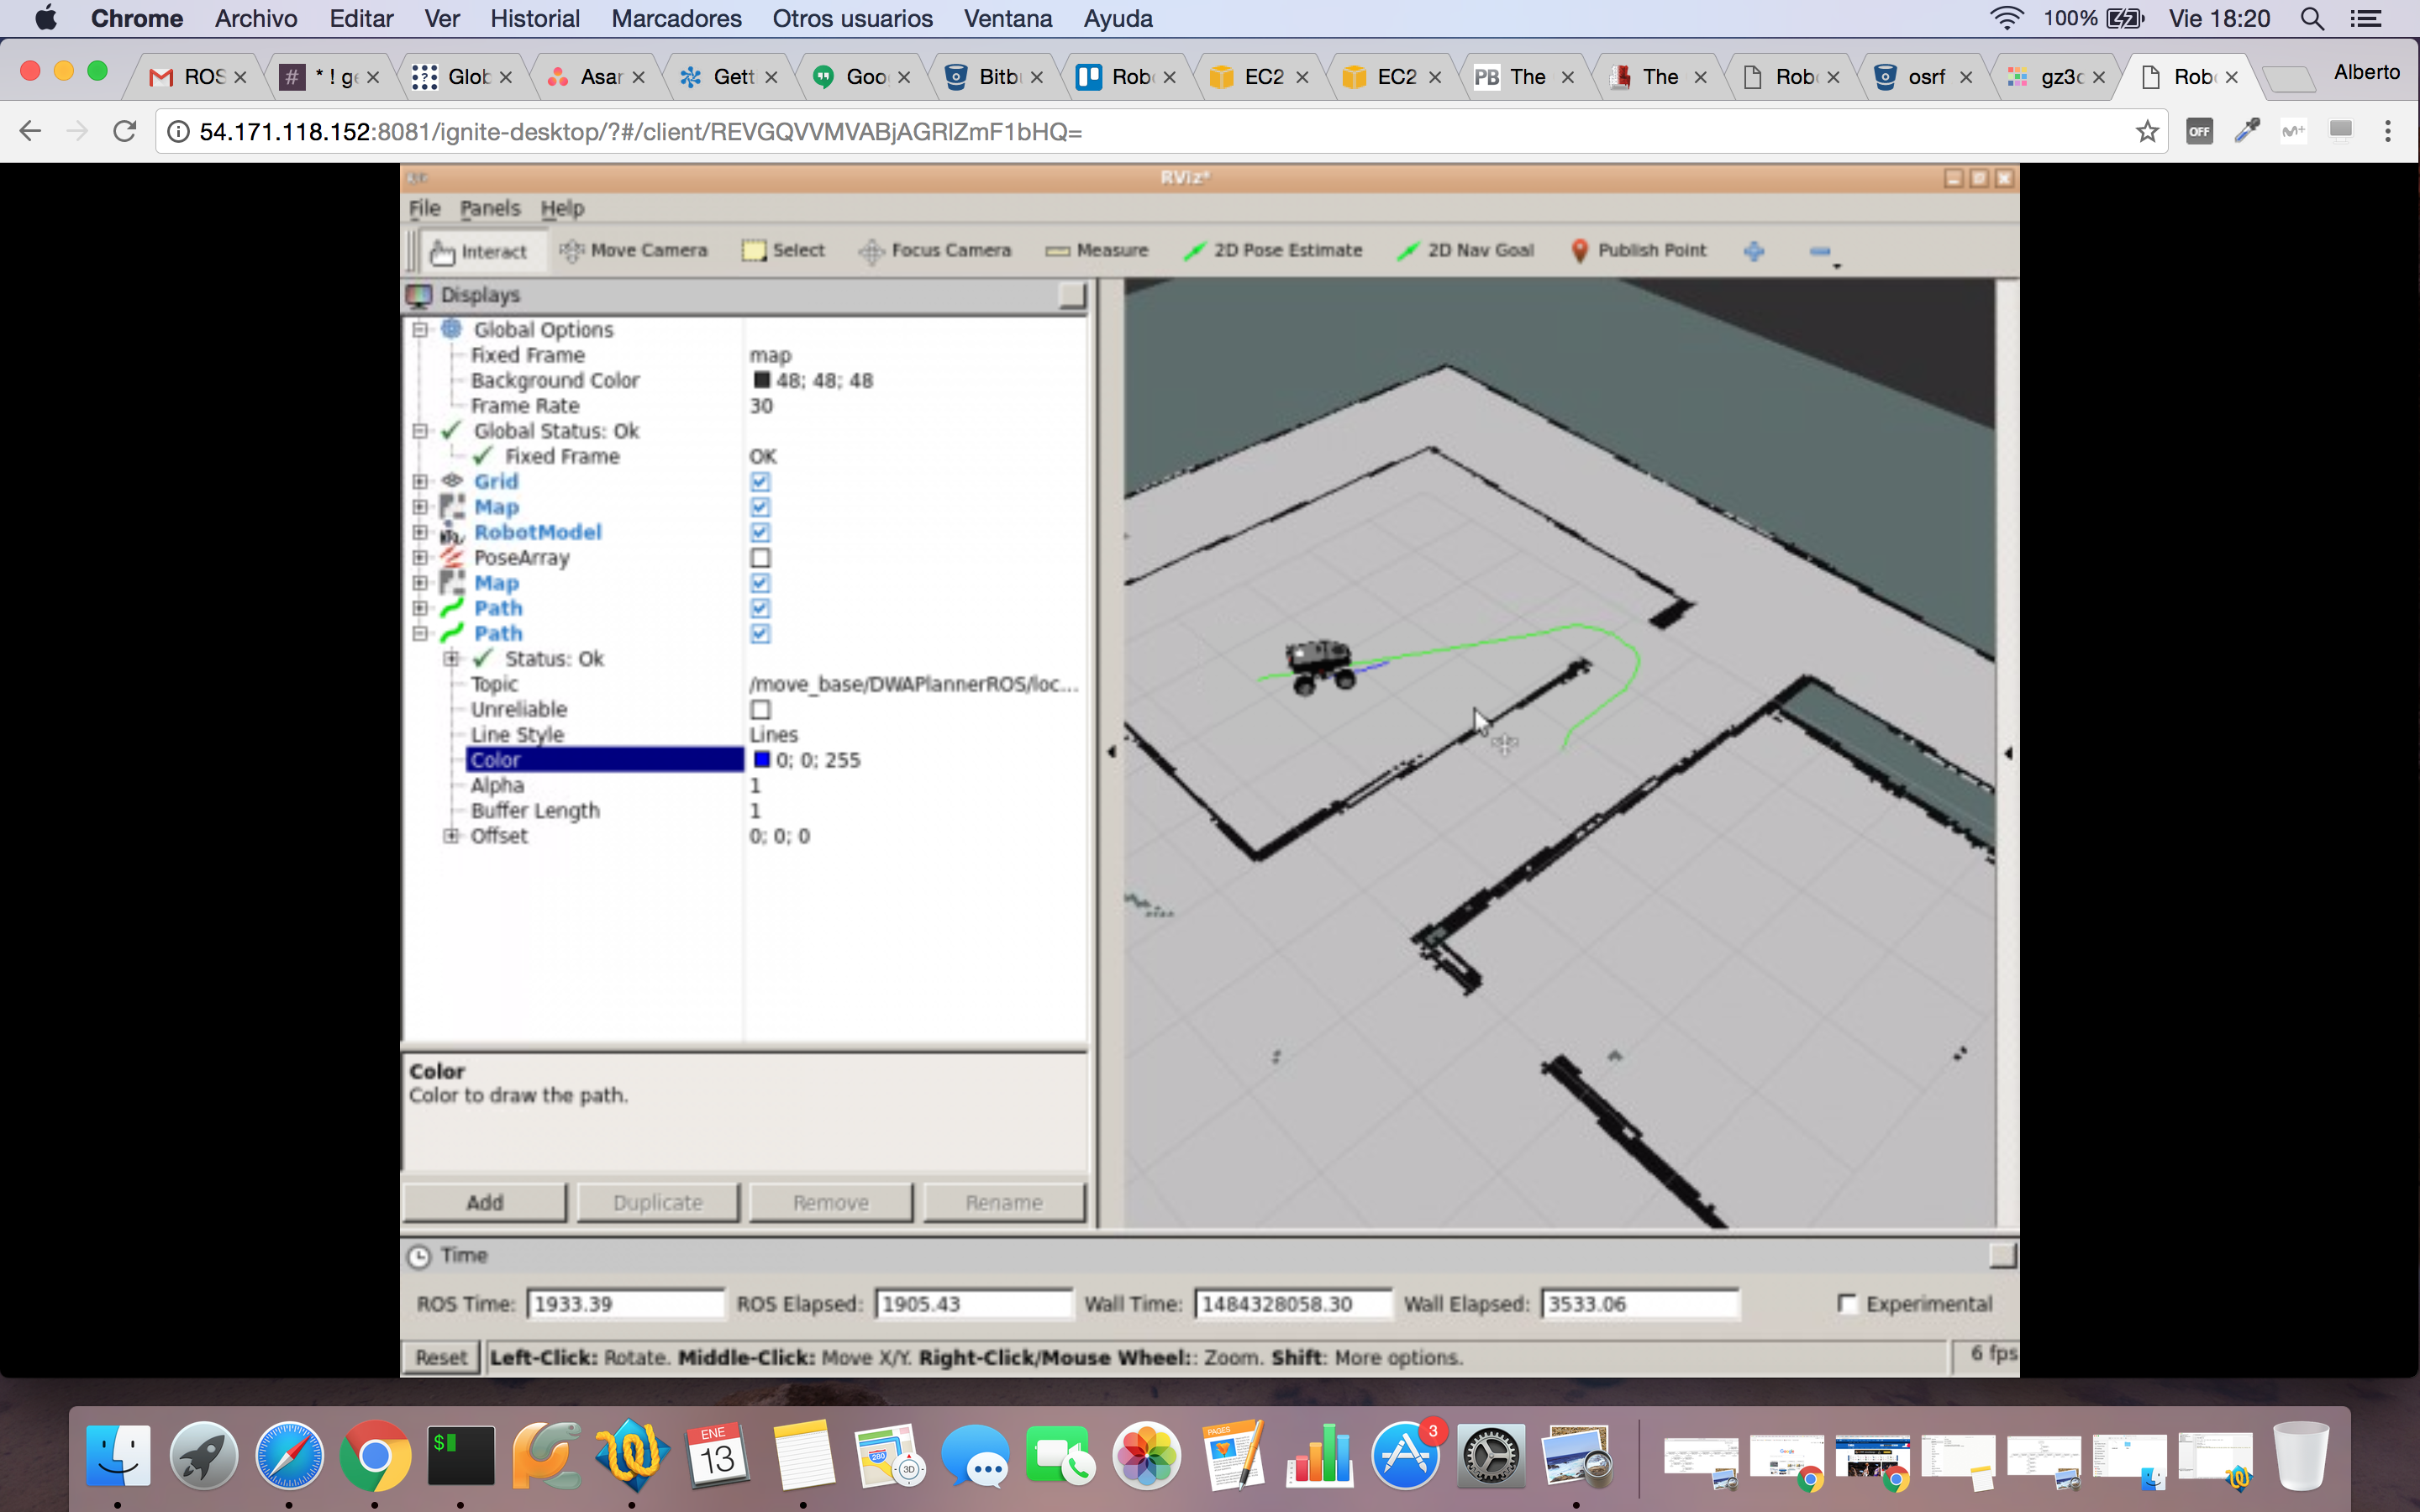 Chrome Archivo Editar Ver Historial Marcadores Otros usuarios Ventana Ayuda 100% Vie 18:20
ROS # * ! ge Glob Asan Gett Goo Bitbu Rob EC2 EC2 PB The The Rob osrf gz3c Rob Alberto
54.171.118.152:8081/ignite-desktop/?#/client/REVGQVVMVABjAGRlZmF1bHQ= OFF
RViz*
File Panels Help
Interact Move Camera Select Focus Camera Measure 2D Pose Estimate 2D Nav Goal Publish Point
Displays
Global Options
Fixed Frame map
Background Color 48; 48; 48
Frame Rate 30
Global Status: Ok
Fixed Frame OK
Grid
Map
RobotModel
PoseArray
Map
Path
Path
Status: Ok
Topic /move_base/DWAPlannerROS/loc...
Unreliable
Line Style Lines
Color 0; 0; 255
Alpha 1
Buffer Length 1
Offset 0; 0; 0
Color
Color to draw the path.
Add Duplicate Remove Rename
Time
ROS Time: 1933.39 ROS Elapsed: 1905.43 Wall Time: 1484328058.30 Wall Elapsed: 3533.06 Experimental
Reset Left-Click: Rotate. Middle-Click: Move X/Y. Right-Click/Mouse Wheel:: Zoom. Shift: More options. 6 fps
$ ENE 13 280 3D PAGES 3